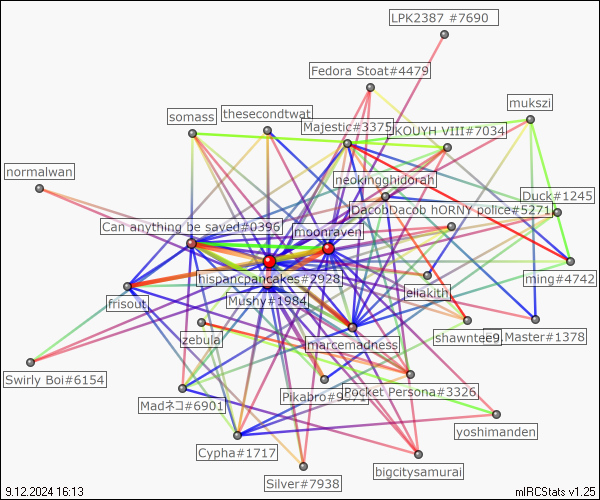 LPK2387 #7690
Fedora Stoat#4479
mukszi
somass
thesecondtwat
Majestic#3375
KOUYH VIII#7034
normalwan
neokingghidorah
Duck#1245
DacobDacob hORNY police#5271
Can anything be saved#0396
moonraven
hispancpancakes#2928
ming#4742
eliakith
Mushy#1984
frisout
zebula
marcemadness
shawntee9
Master#1378
Swirly Boi#6154
Madネコ#6901
Pocket Persona#3326
yoshimanden
Cypha#1717
bigcitysamurai
Silver#7938
9.12.2024 16:13
mIRCStats v1.25